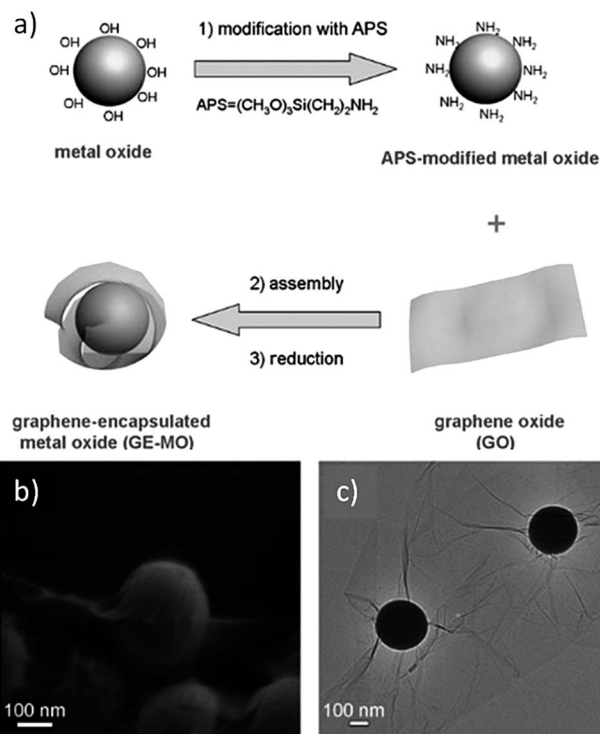 a)
OH
OH
OH
OH
OH
OH
OH
OH
metal oxide
1) modification with APS
APS=(CH₃O)₃Si(CH₂)₂NH₂
NH₂
NH₂
NH₂
NH₂
NH₂
NH₂
NH₂
NH₂
APS-modified metal oxide
+
2) assembly
3) reduction
graphene-encapsulated
metal oxide (GE-MO)
graphene oxide
(GO)
b)
100 nm
c)
100 nm